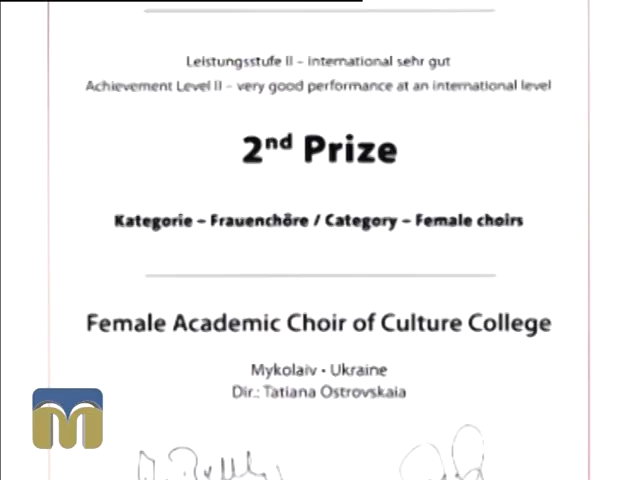 Leistungsstufe II – international sehr gut
Achievement Level II – very good performance at an international level
2nd Prize
Kategorie – Frauenchöre / Category – Female choirs
Female Academic Choir of Culture College
Mykolaiv • Ukraine
Dir.: Tatiana Ostrovskaia
M